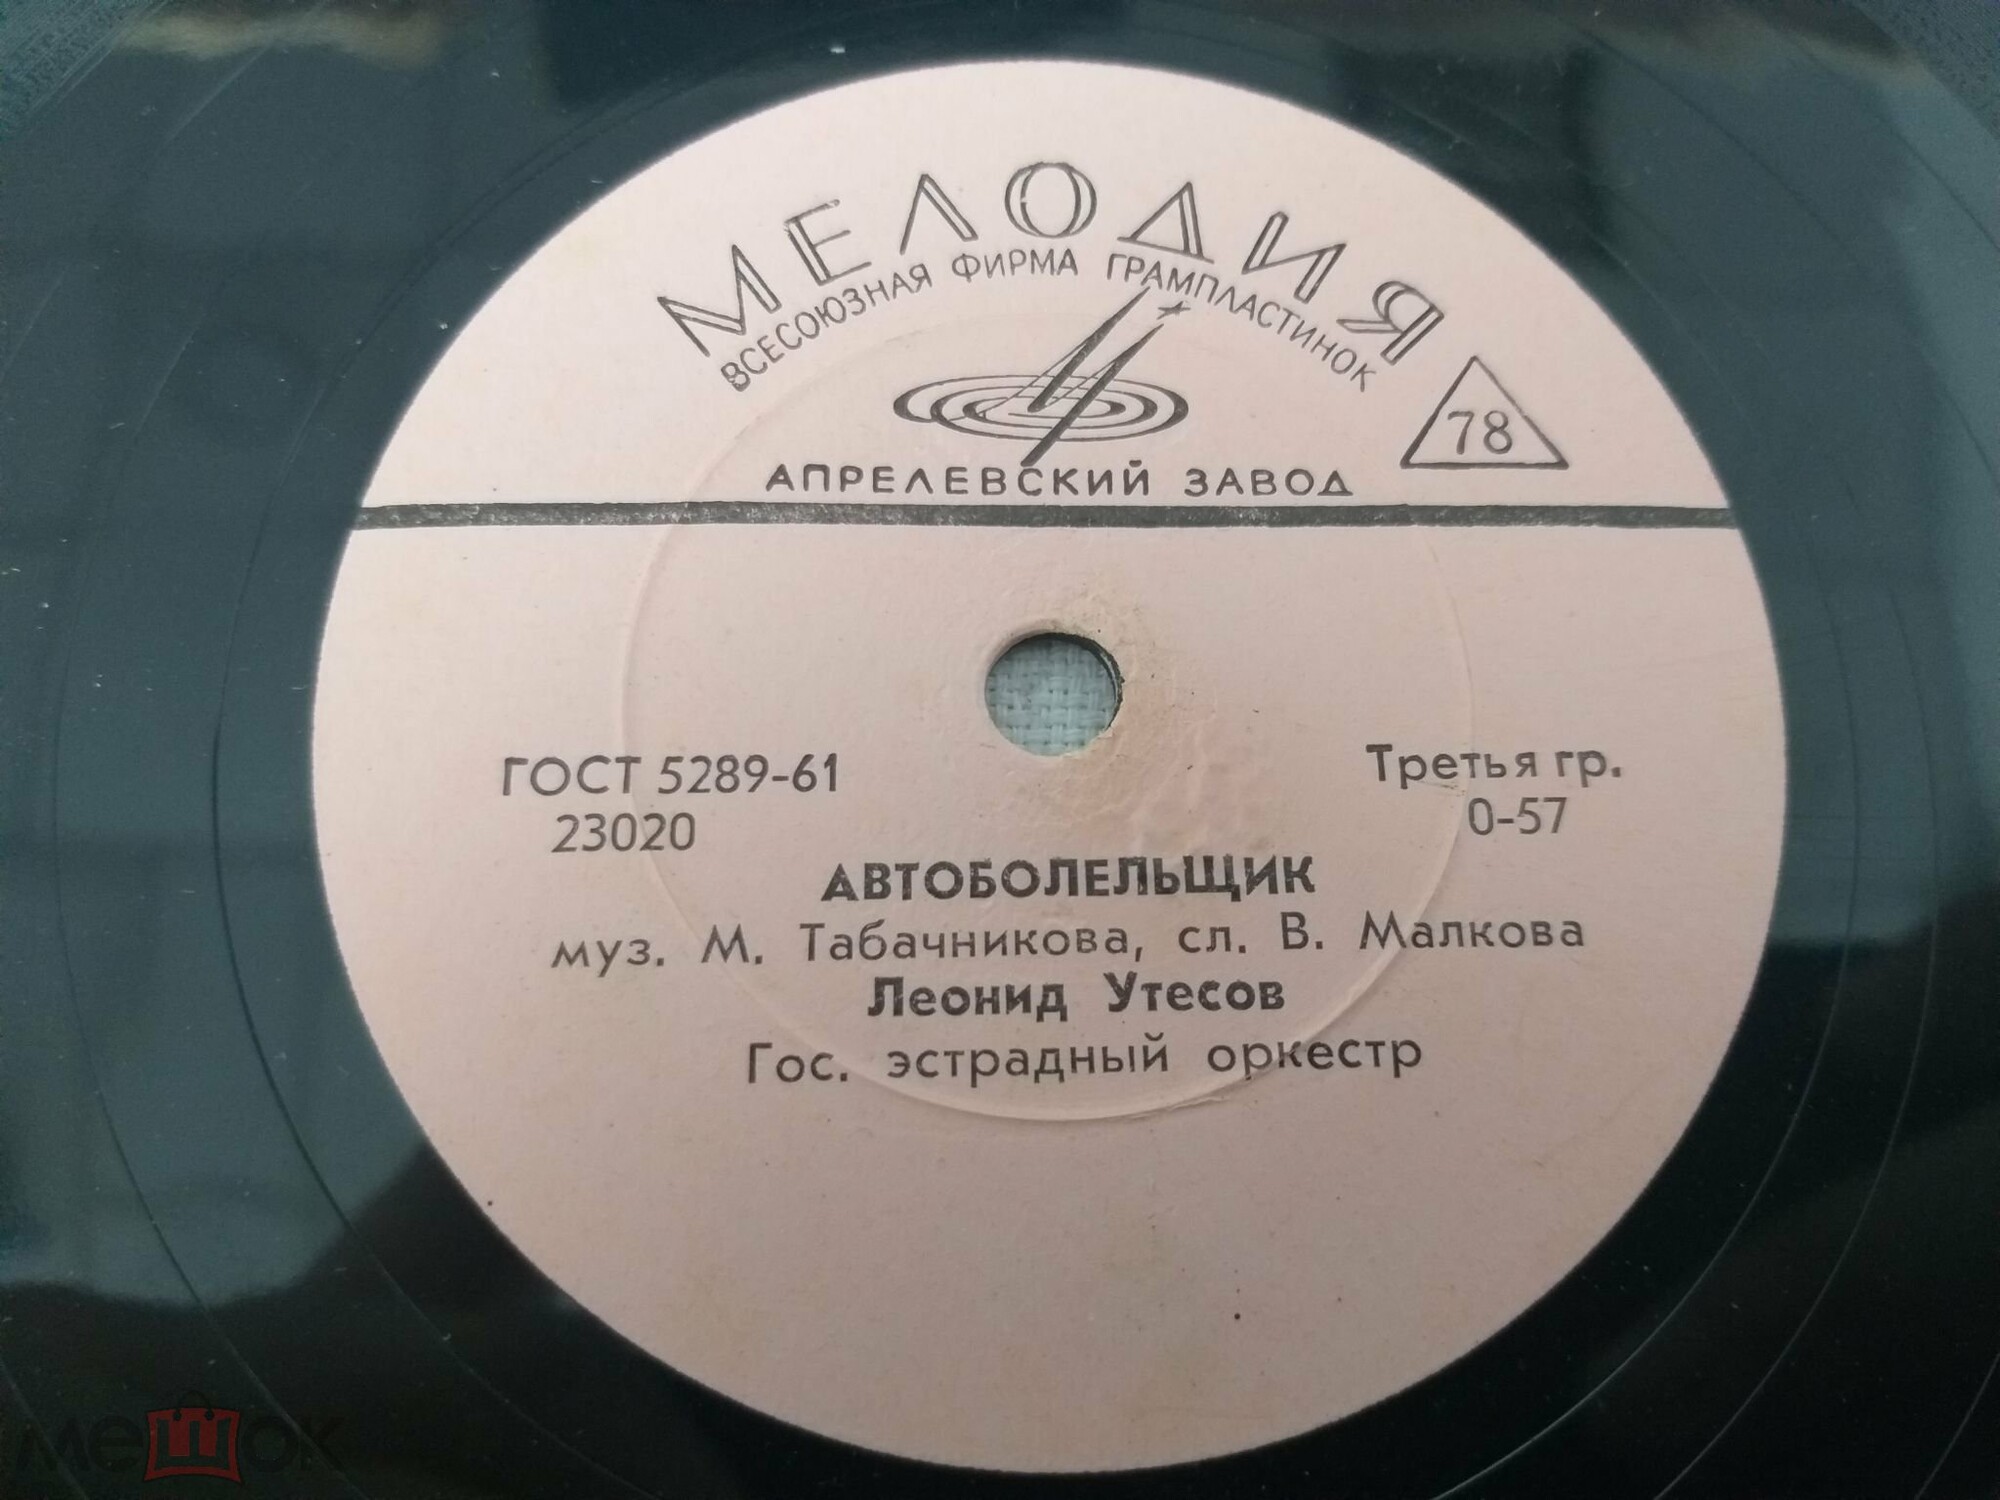 МЕЛОДИЯ
ВСЕСОЮЗНАЯ ФИРМА ГРАМПЛАСТИНОК
78
АПРЕЛЕВСКИЙ ЗАВОД
ГОСТ 5289-61
23020
Третья гр.
0-57
АВТОБОЛЕЛЬЩИК
муз. М. Табачникова, сл. В. Малкова
Леонид Утесов
Гос. эстрадный оркестр
мешок